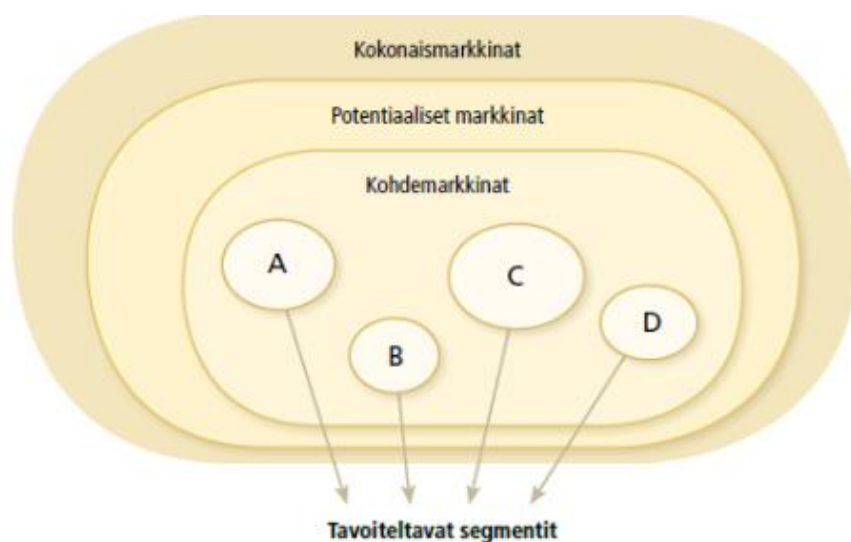 Kokonaismarkkinat
Potentiaaliset markkinat
Kohdemarkkinat
A
C
D
B
Tavoiteltavat segmentit